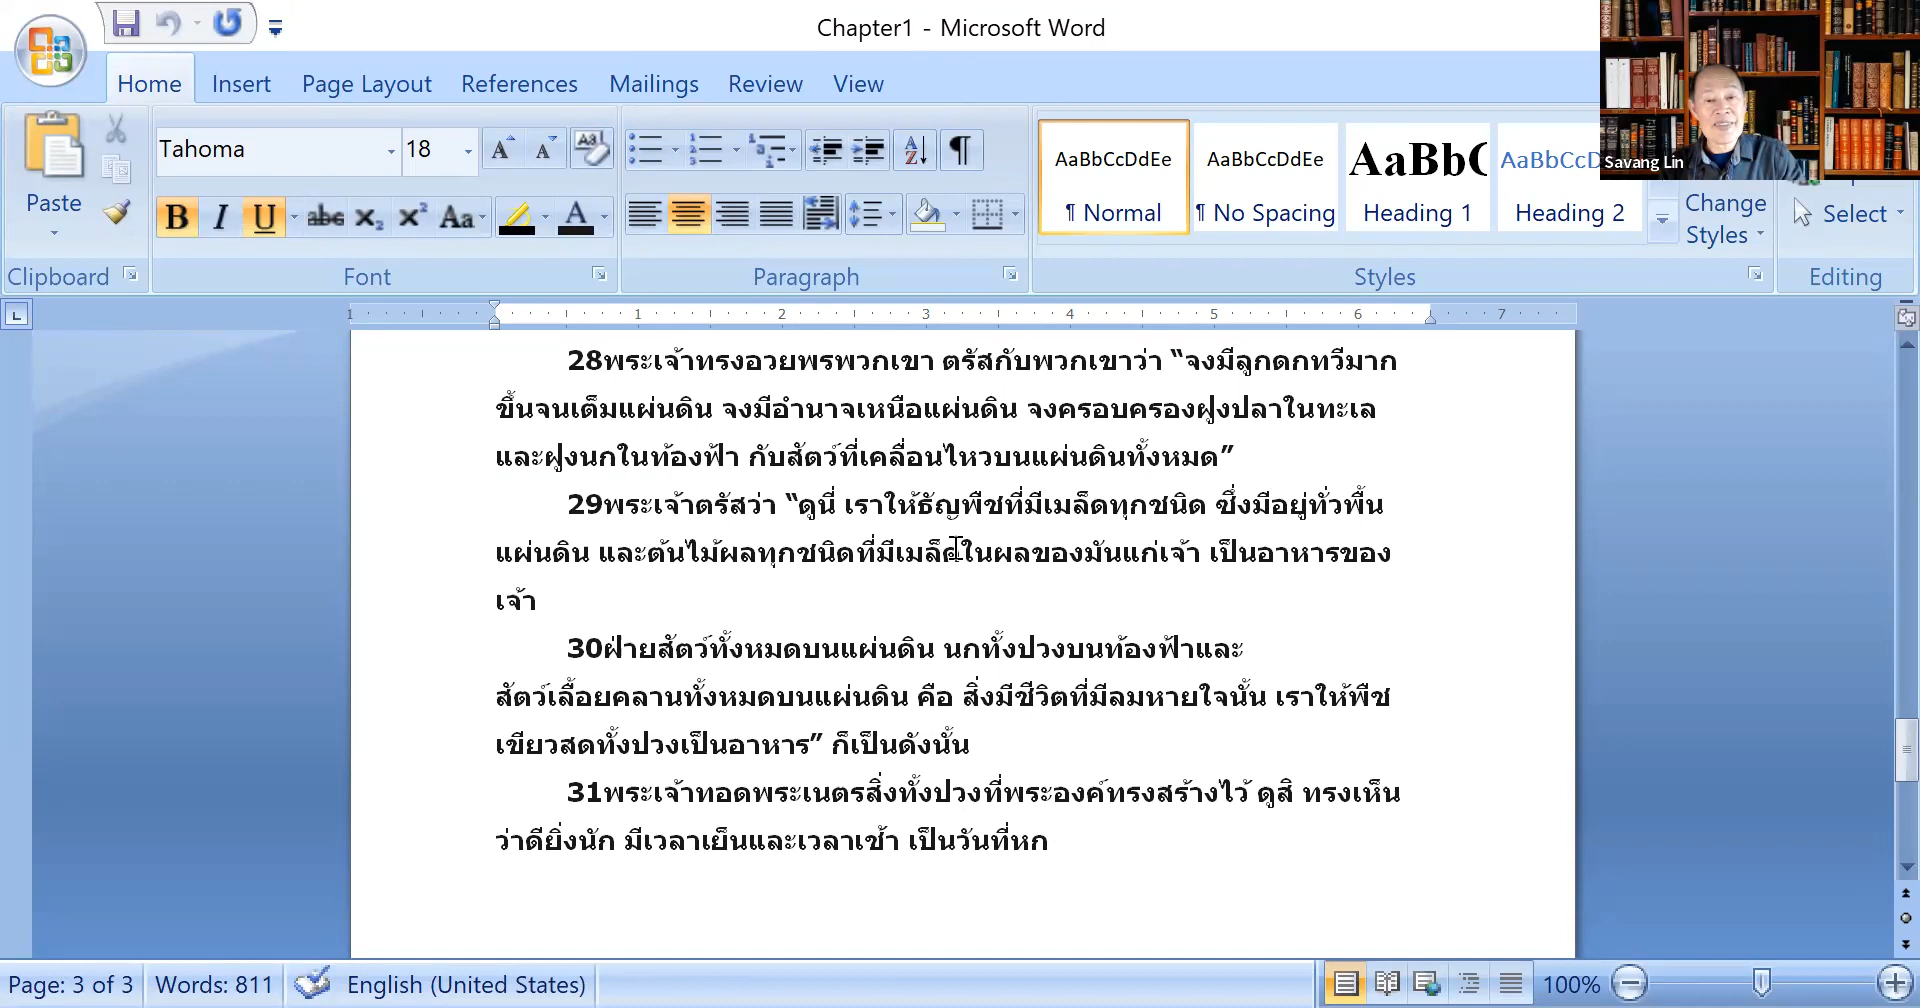 Chapter1 - Microsoft Word
Home Insert Page Layout References Mailings Review View
Tahoma 18
AaBbCcDdEe AaBbCcDdEe AaBbC AaBbCcD
Savang Lin
Paste
B I U abc x₂ x² Aa A
¶ Normal ¶ No Spacing Heading 1 Heading 2 Change Styles Select
Clipboard Font Paragraph Styles Editing
1 1 2 3 4 5 6 7
28พระเจ้าทรงอวยพรพวกเขา ตรัสกับพวกเขาว่า “จงมีลูกดกทวีมาก
ขึ้นจนเต็มแผ่นดิน จงมีอำนาจเหนือแผ่นดิน จงครอบครองฝูงปลาในทะเล
และฝูงนกในท้องฟ้า กับสัตว์ที่เคลื่อนไหวบนแผ่นดินทั้งหมด”
29พระเจ้าตรัสว่า “ดูนี่ เราให้ธัญพืชที่มีเมล็ดทุกชนิด ซึ่งมีอยู่ทั่วพื้น
แผ่นดิน และต้นไม้ผลทุกชนิดที่มีเมล็ดในผลของมันแก่เจ้า เป็นอาหารของ
เจ้า
30ฝ่ายสัตว์ทั้งหมดบนแผ่นดิน นกทั้งปวงบนท้องฟ้าและ
สัตว์เลื้อยคลานทั้งหมดบนแผ่นดิน คือ สิ่งมีชีวิตที่มีลมหายใจนั้น เราให้พืช
เขียวสดทั้งปวงเป็นอาหาร” ก็เป็นดังนั้น
31พระเจ้าทอดพระเนตรสิ่งทั้งปวงที่พระองค์ทรงสร้างไว้ ดูสิ ทรงเห็น
ว่าดียิ่งนัก มีเวลาเย็นและเวลาเช้า เป็นวันที่หก
Page: 3 of 3 Words: 811 English (United States) 100%